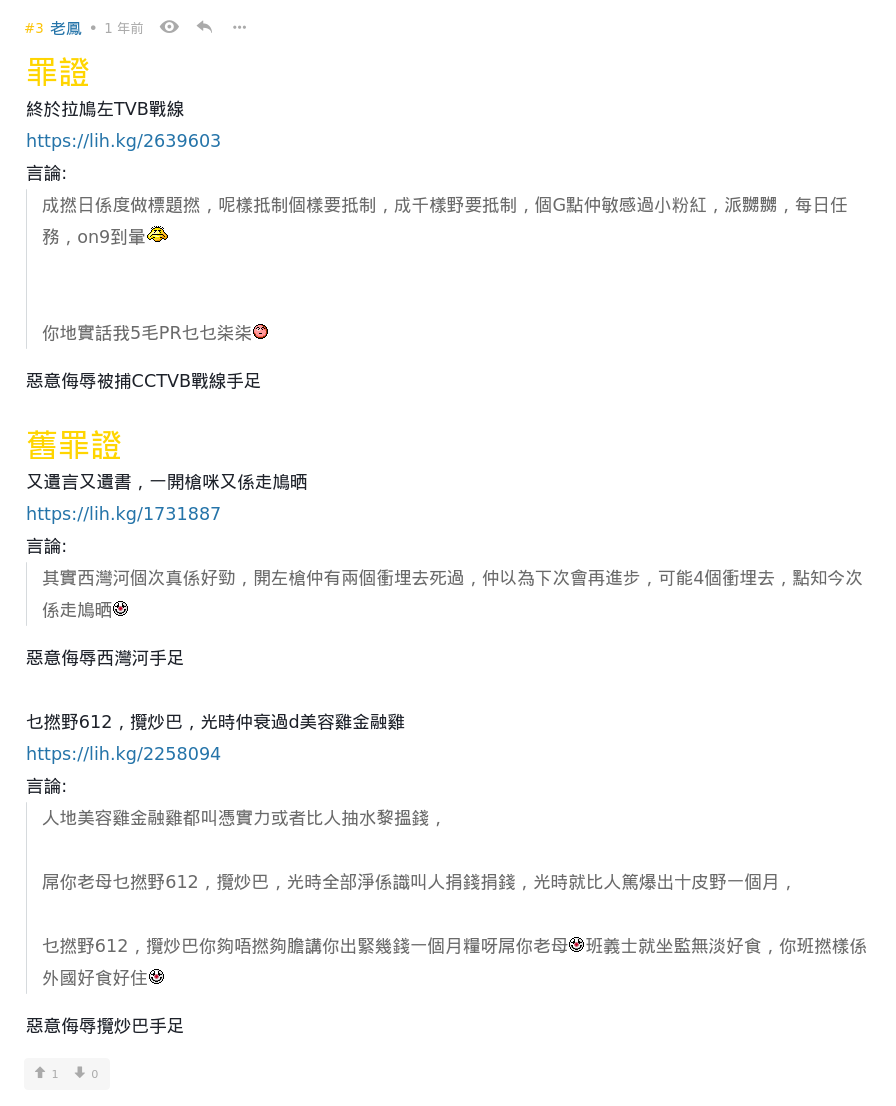 #3 老鳳 • 1 年前
罪證
終於拉鳩左TVB戰線
https://lih.kg/2639603
言論:
成撚日係度做標題撚，呢樣抵制個樣要抵制，成千樣野要抵制，個G點仲敏感過小粉紅，派嬲嬲，每日任
務，on9到暈
你地實話我5毛PR乜乜柒柒
惡意侮辱被捕CCTVB戰線手足
舊罪證
又遺言又遺書，一開槍咪又係走鳩晒
https://lih.kg/1731887
言論:
其實西灣河個次真係好勁，開左槍仲有兩個衝埋去死過，仲以為下次會再進步，可能4個衝埋去，點知今次
係走鳩晒
惡意侮辱西灣河手足
乜撚野612，攬炒巴，光時仲衰過d美容雞金融雞
https://lih.kg/2258094
言論:
人地美容雞金融雞都叫憑實力或者比人抽水黎搵錢，
屌你老母乜撚野612，攬炒巴，光時全部淨係識叫人捐錢捐錢，光時就比人篤爆出十皮野一個月，
乜撚野612，攬炒巴你夠唔撚夠膽講你出緊幾錢一個月糧呀屌你老母班義士就坐監無淡好食，你班撚樣係
外國好食好住
惡意侮辱攬炒巴手足
1 0